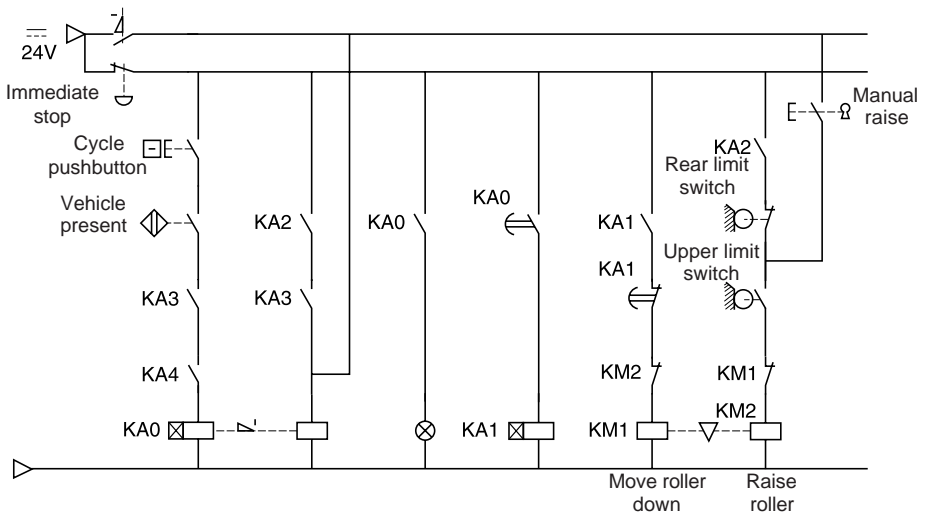 24V
Immediate
stop
Manual
raise
Cycle
pushbutton
KA2
Rear limit
switch
Vehicle
present
KA2
KA0
KA0
KA1
Upper limit
switch
KA1
KA3
KA3
KA4
KM2
KM1
KA0
KA1
KM1
KM2
Move roller
down
Raise
roller